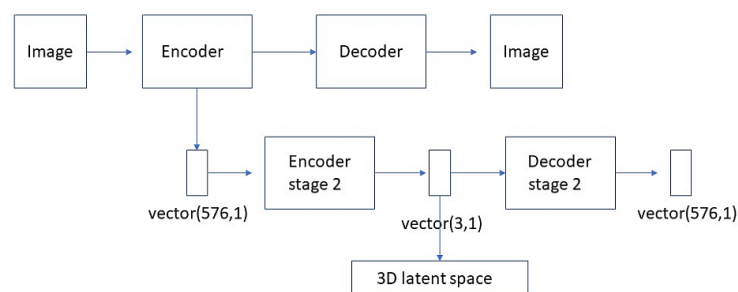 Image
Encoder
Decoder
Image
Encoder
stage 2
Decoder
stage 2
vector(576,1)
vector(3,1)
vector(576,1)
3D latent space